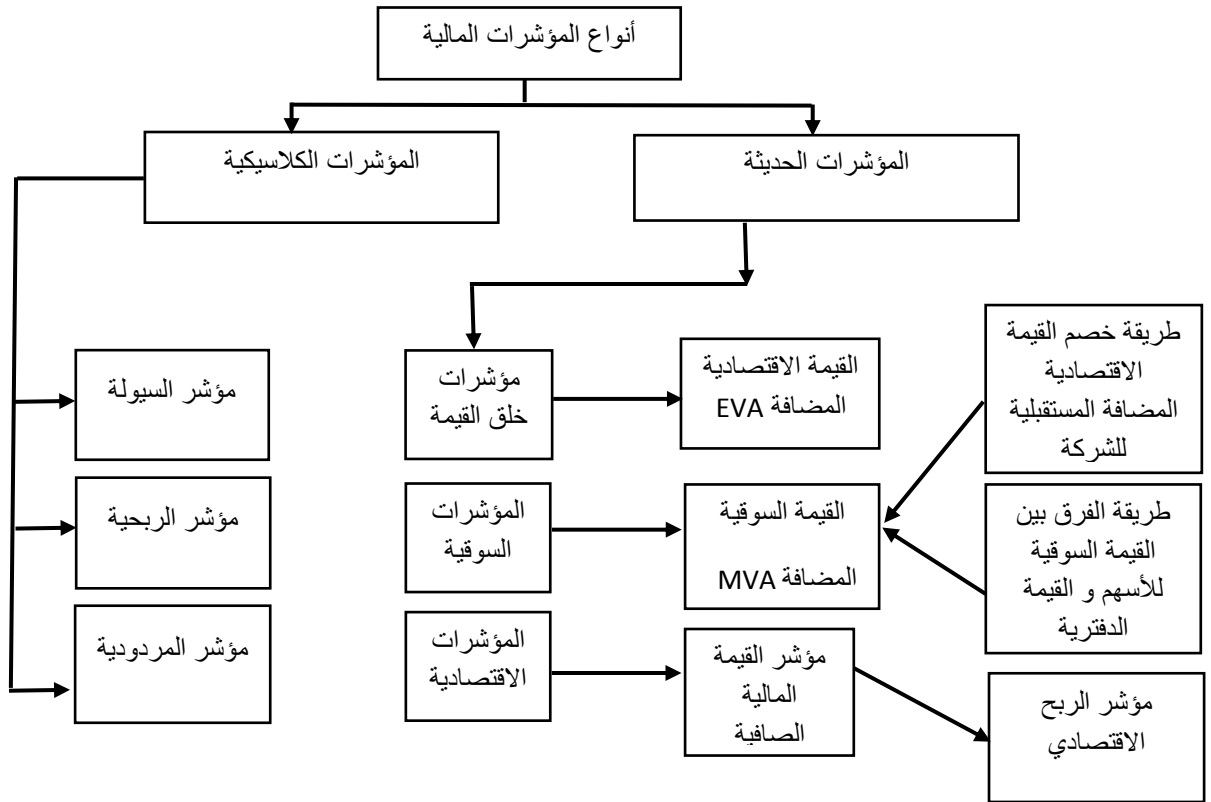 أنواع المؤشرات المالية
المؤشرات الحديثة
المؤشرات الكلاسيكية
طريقة خصم القيمة
الاقتصادية
المضافة المستقبلية
للشركة
القيمة الاقتصادية
المضافة EVA
مؤشرات
خلق القيمة
مؤشر السيولة
طريقة الفرق بين
القيمة السوقية
للأسهم و القيمة
الدفترية
القيمة السوقية
المضافة MVA
المؤشرات
السوقية
مؤشر الربحية
مؤشر الربح
الاقتصادي
مؤشر القيمة
المالية
الصافية
المؤشرات
الاقتصادية
مؤشر المردودية